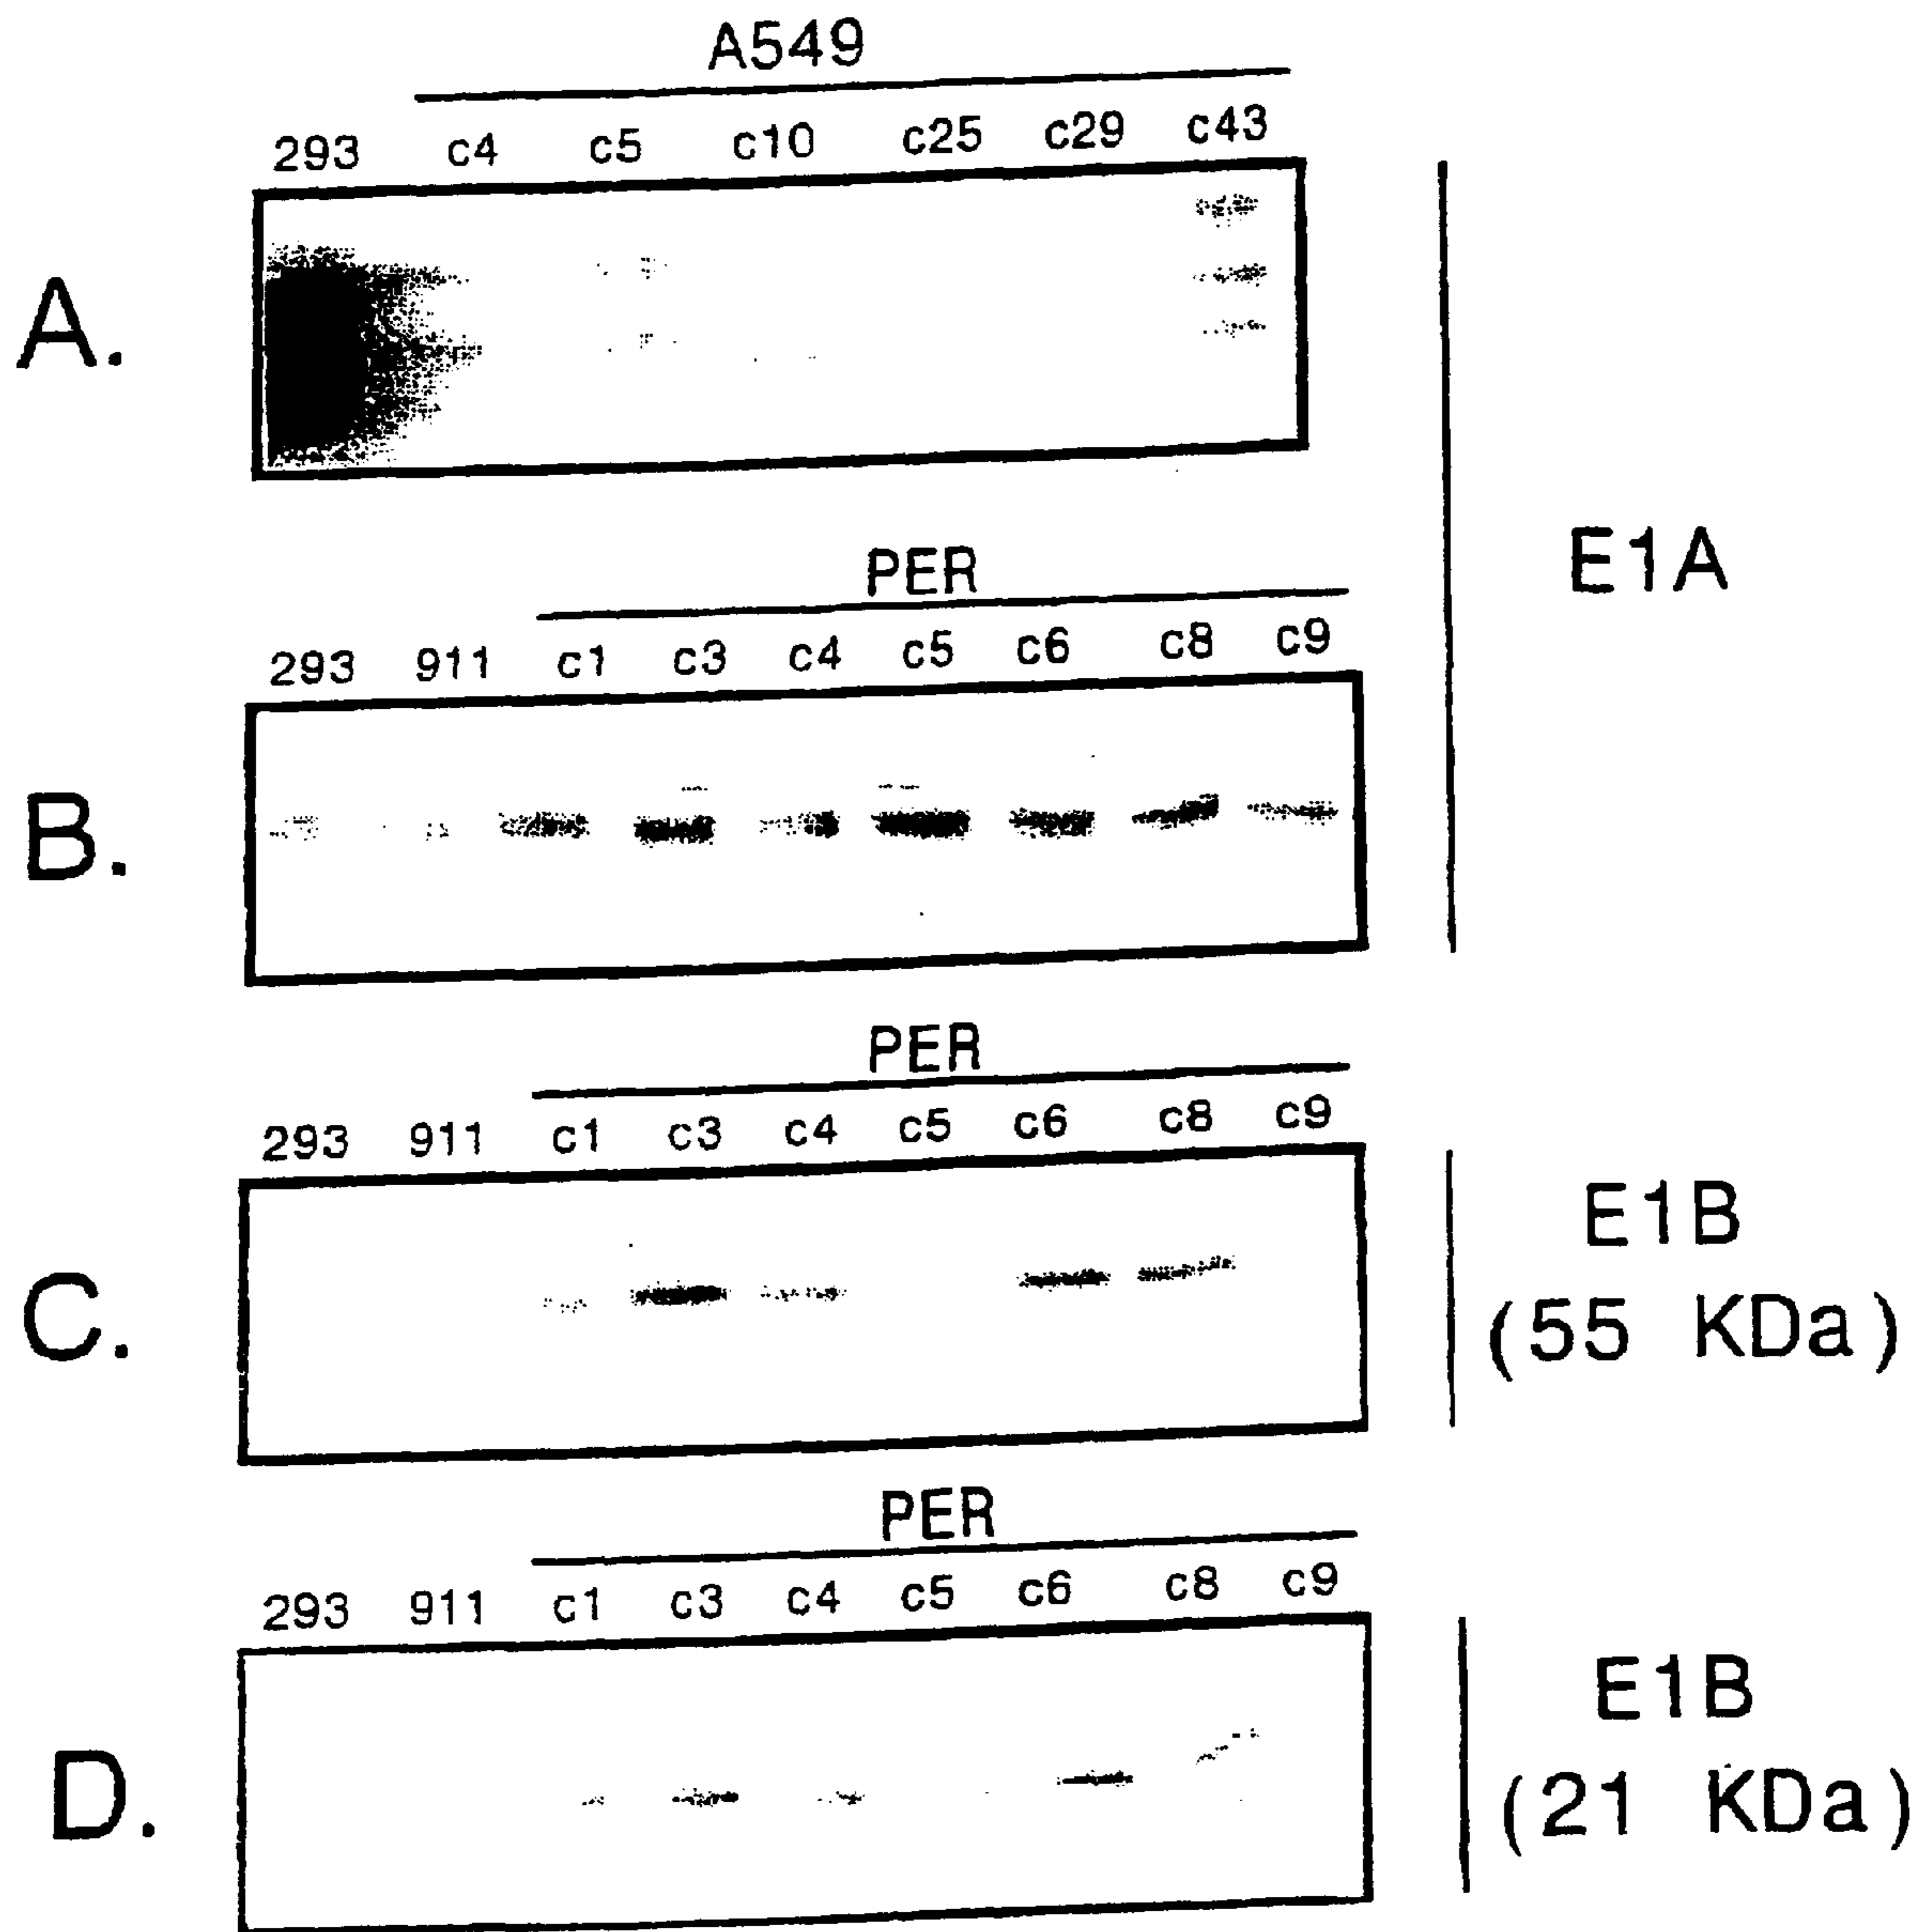 A549
293 c4 c5 c10 c25 c29 c43
A.
E1A
PER
293 911 c1 c3 c4 c5 c6 c8 c9
B.
PER
293 911 c1 c3 c4 c5 c6 c8 c9
C.
E1B
(55 KDa)
PER
293 911 c1 c3 c4 c5 c6 c8 c9
D.
E1B
(21 KDa)